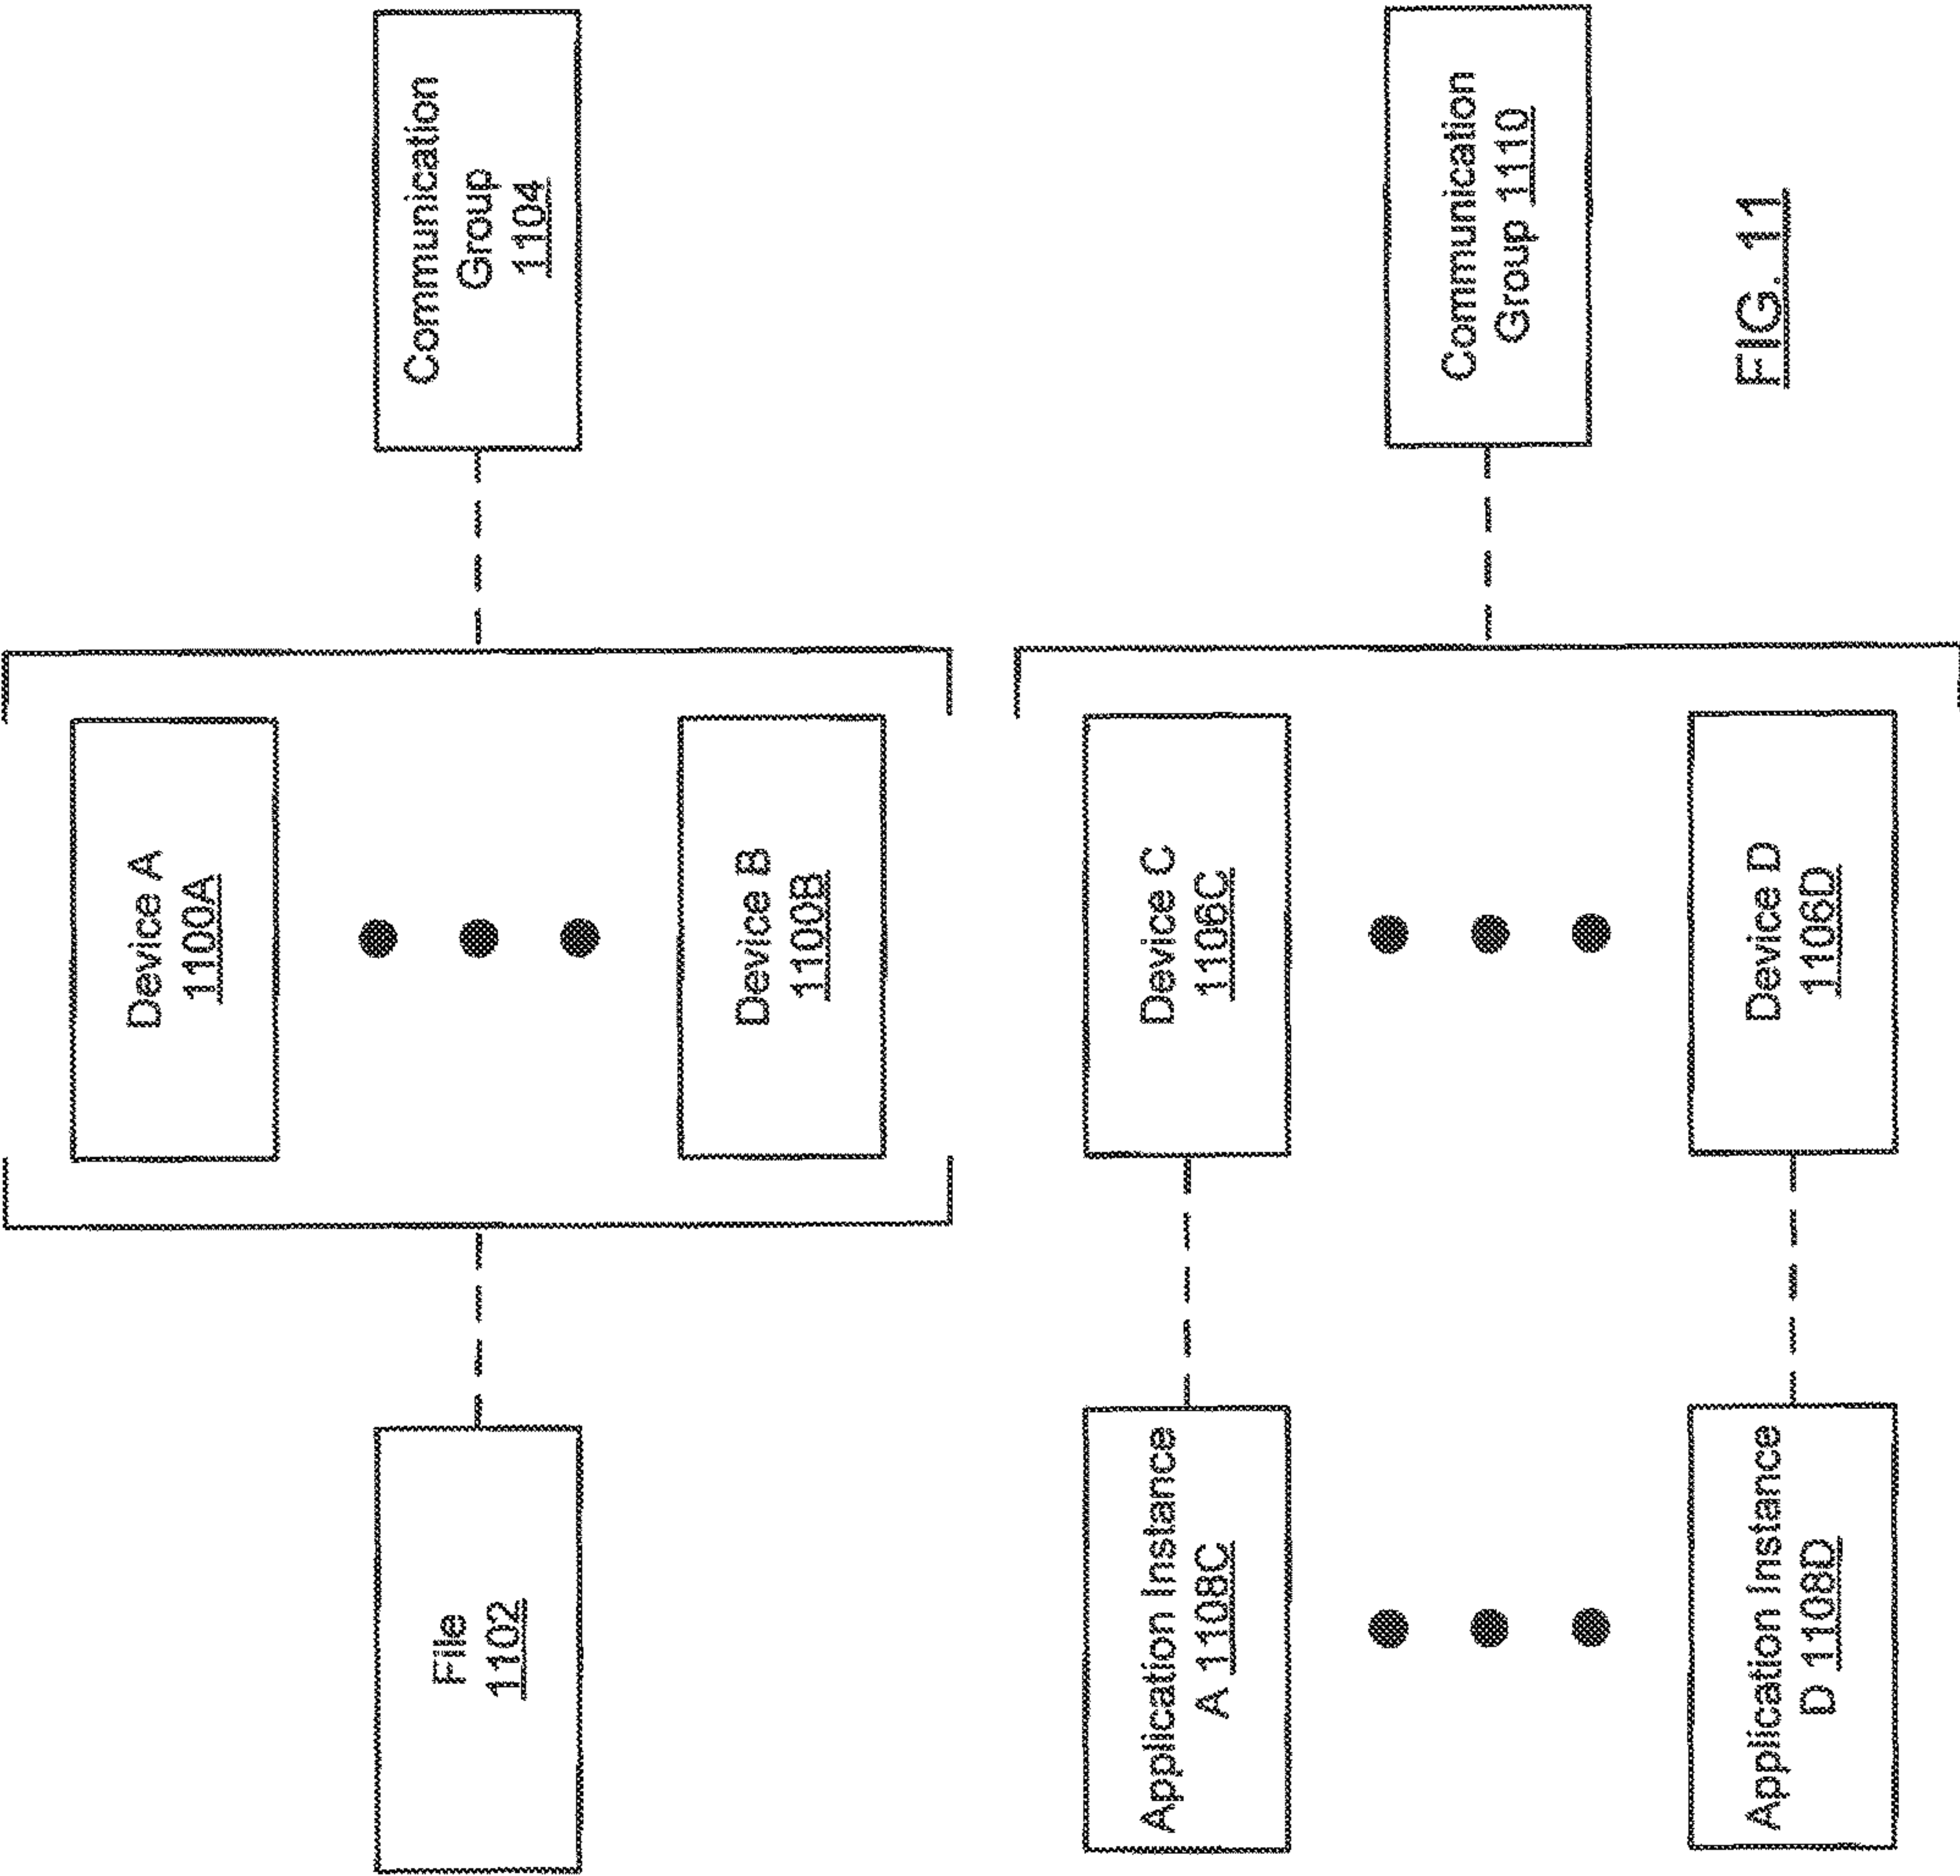 Device A
1100A
File
1102
Communication
Group
1104
Device B
1100B
Application Instance
A 1108C
Device C
1106C
Communication
Group 1110
Application Instance
D 1108D
Device D
1106D
FIG. 11